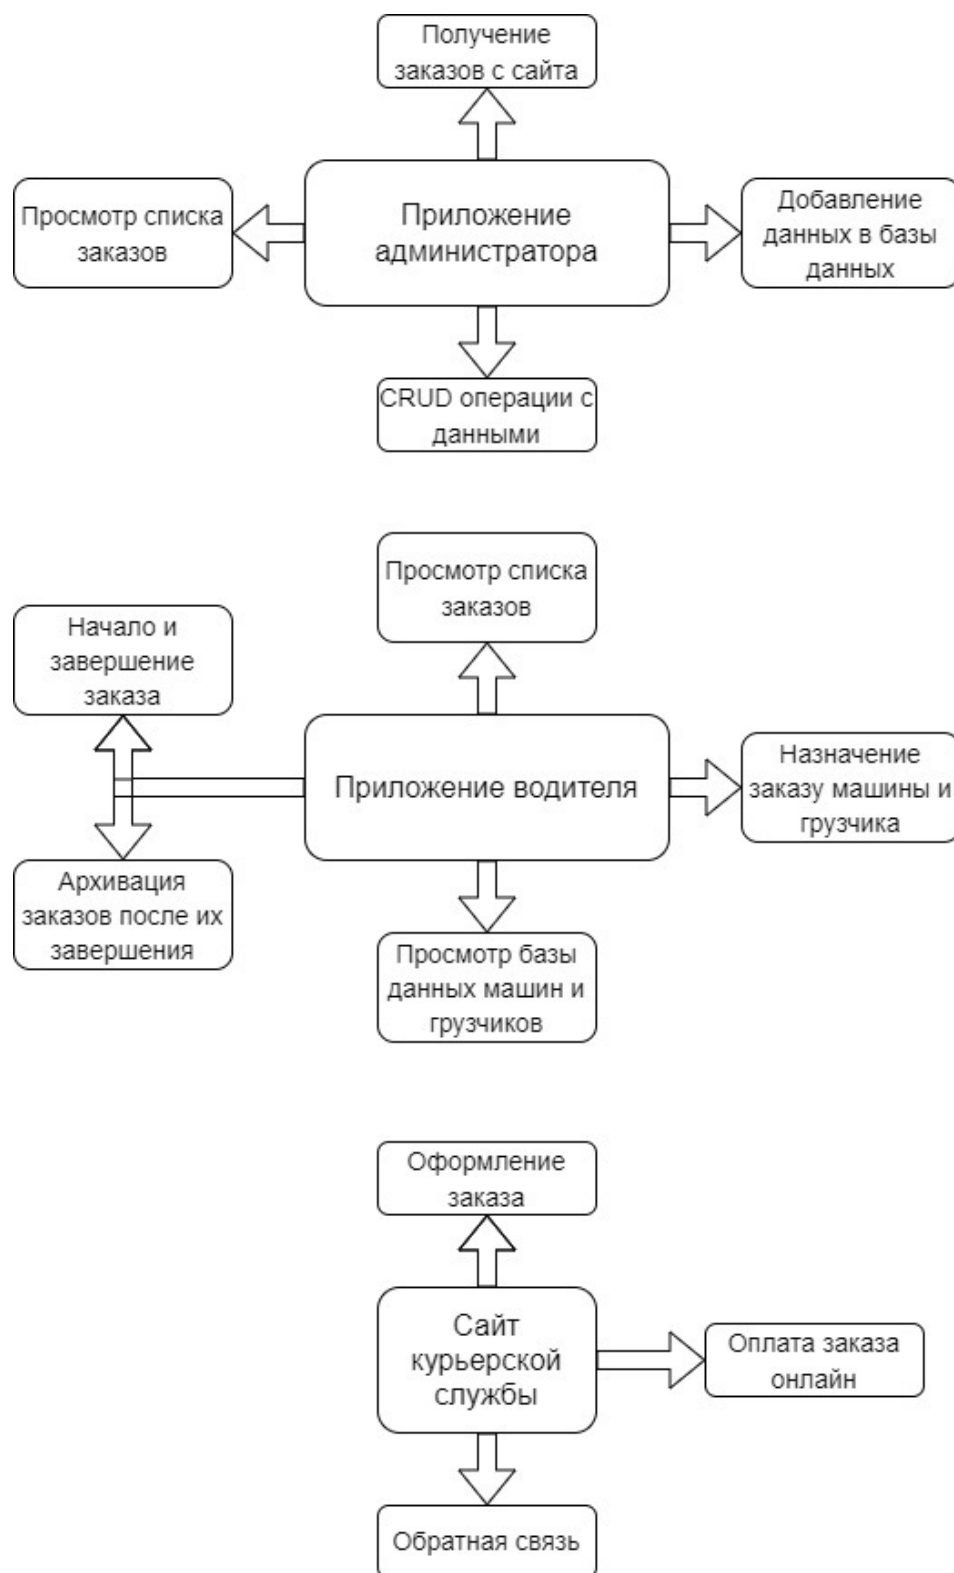 Получение
заказов с сайта
Просмотр списка
заказов
Приложение
администратора
Добавление
данных в базы
данных
CRUD операции с
данными
Просмотр списка
заказов
Начало и
завершение
заказа
Приложение водителя
Назначение
заказу машины и
грузчика
Архивация
заказов после их
завершения
Просмотр базы
данных машин и
грузчиков
Оформление
заказа
Сайт
курьерской
службы
Оплата заказа
онлайн
Обратная связь